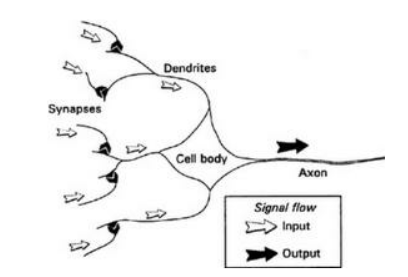 Dendrites
Synapses
Cell body
Axon
Signal flow
Input
Output